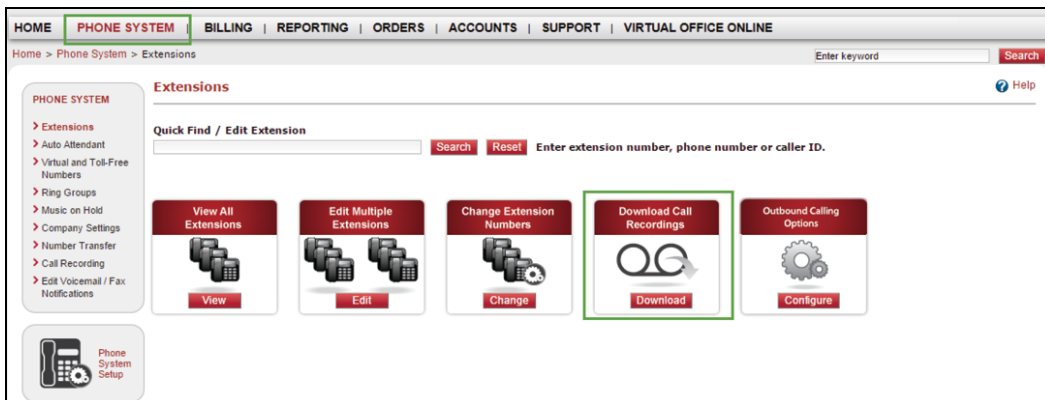 HOME PHONE SYSTEM | BILLING | REPORTING | ORDERS | ACCOUNTS | SUPPORT | VIRTUAL OFFICE ONLINE
Home > Phone System > Extensions
Enter keyword
Search
PHONE SYSTEM
Extensions
Auto Attendant
Virtual and Toll-Free
Numbers
Ring Groups
Music on Hold
Company Settings
Number Transfer
Call Recording
Edit Voicemail / Fax
Notifications
Phone
System
Setup
Extensions
Help
Quick Find / Edit Extension
Search Reset Enter extension number, phone number or caller ID.
View All
Extensions
View
Edit Multiple
Extensions
Edit
Change Extension
Numbers
Change
Download Call
Recordings
Download
Outbound Calling
Options
Configure